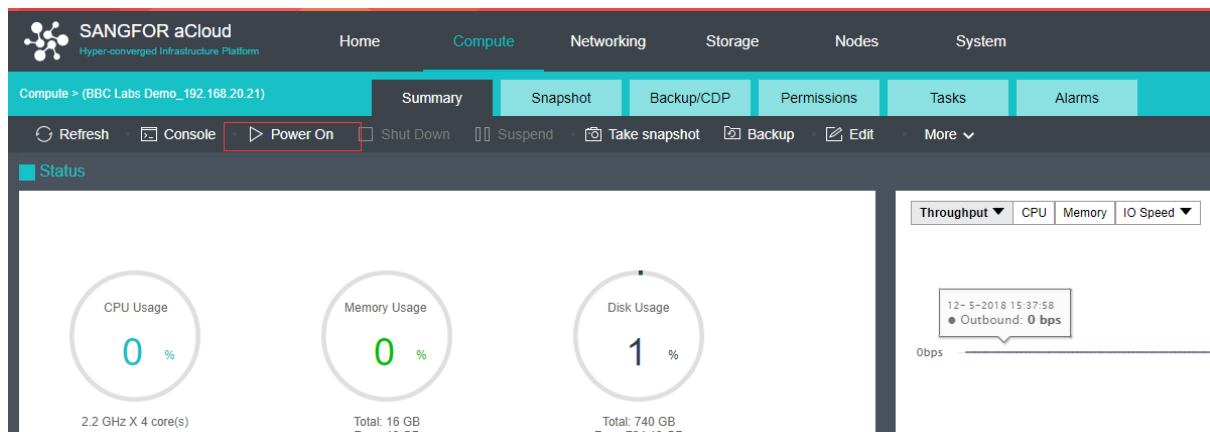 SANGFOR aCloud
Hyper-converged Infrastructure Platform
Home Compute Networking Storage Nodes System
Compute > (BBC Labs Demo_192.168.20.21)
Summary Snapshot Backup/CDP Permissions Tasks Alarms
Refresh Console Power On Shut Down Suspend Take snapshot Backup Edit More
Status
Throughput CPU Memory IO Speed
CPU Usage
0 %
2.2 GHz X 4 core(s)
Memory Usage
0 %
Total: 16 GB
Disk Usage
1 %
Total: 740 GB
12- 5-2018 15:37:58
Outbound: 0 bps
0bps